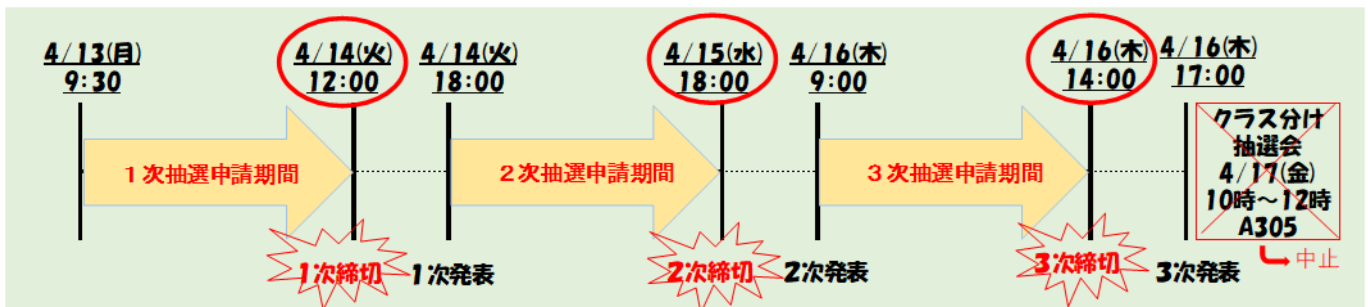 4/13(月)
9:30
4/14(火)
12:00
4/14(火)
18:00
4/15(水)
18:00
4/16(木)
9:00
4/16(木)
14:00
4/16(木)
17:00
1次抽選申請期間
2次抽選申請期間
3次抽選申請期間
クラス分け
抽選会
4/17(金)
10時～12時
A305
中止
1次締切
1次発表
2次締切
2次発表
3次締切
3次発表